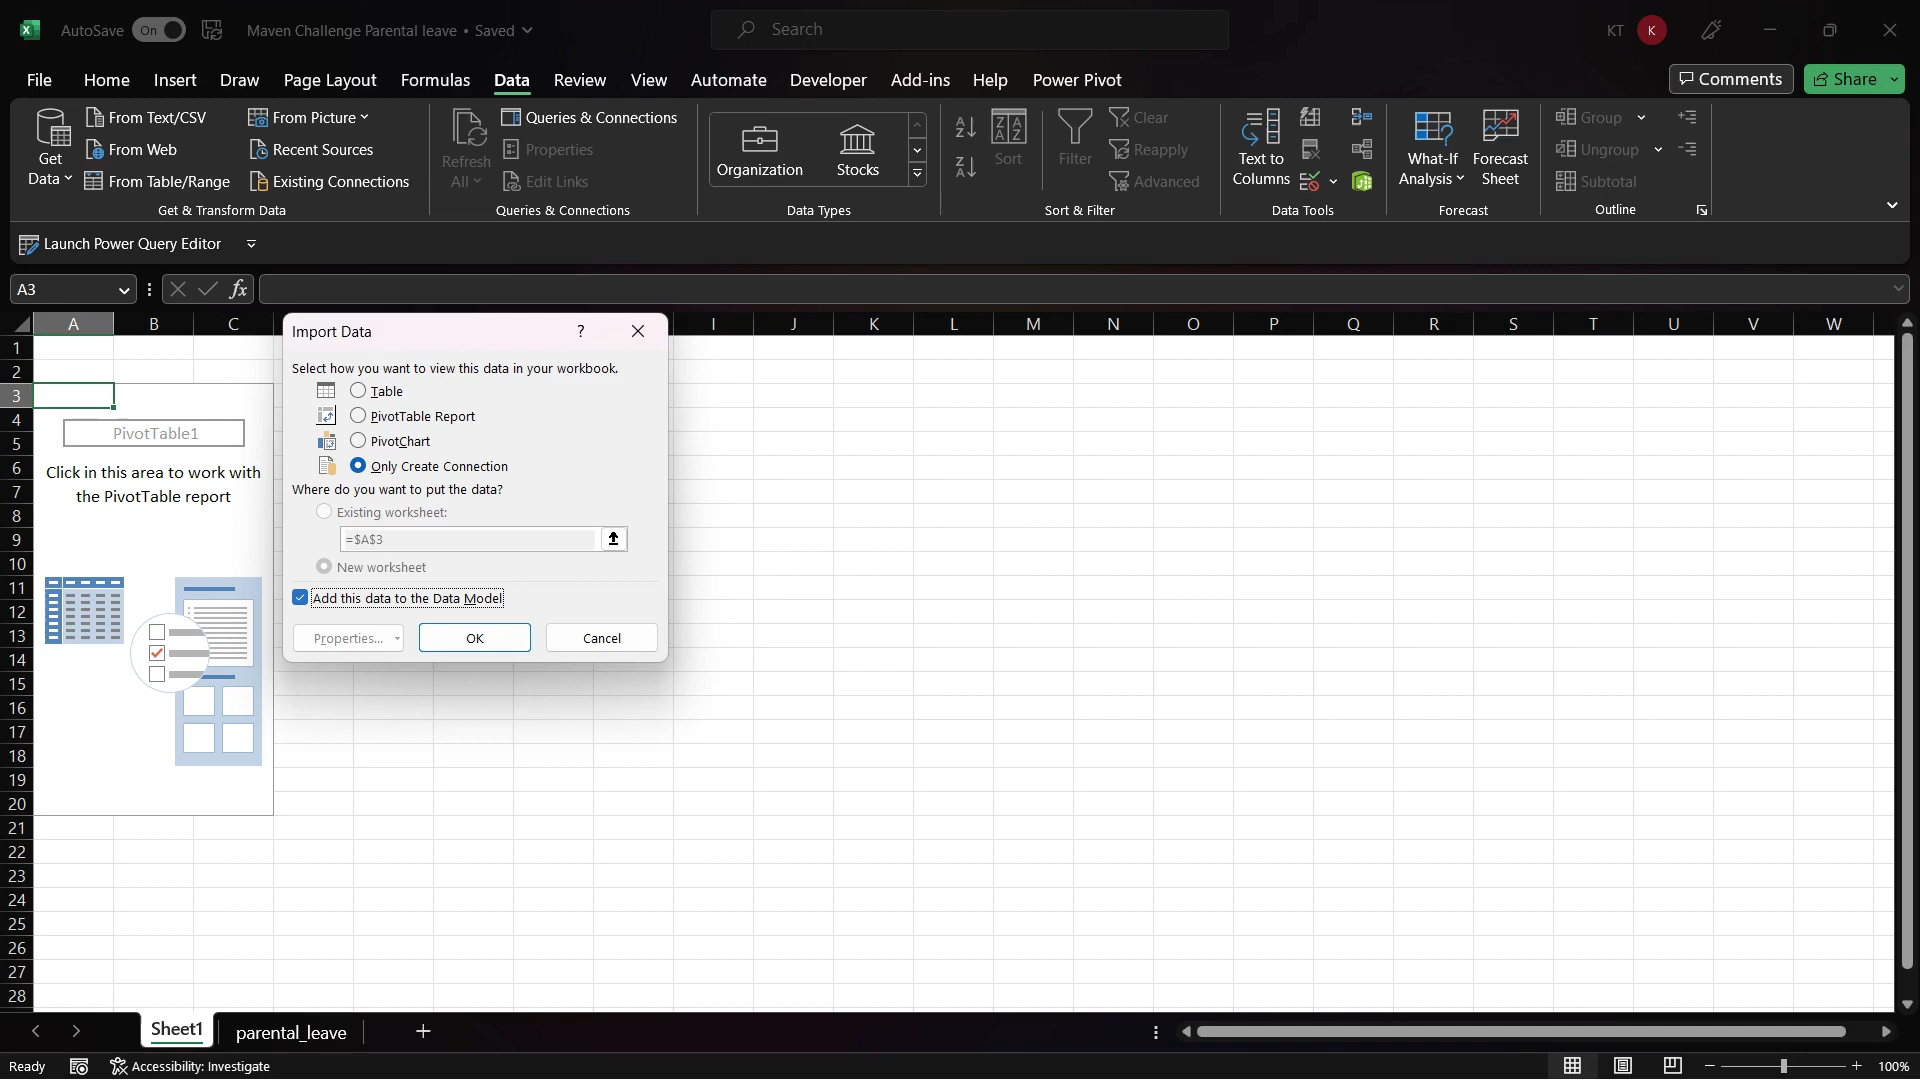 AutoSave On Maven Challenge Parental leave • Saved Search KT K
File Home Insert Draw Page Layout Formulas Data Review View Automate Developer Add-ins Help Power Pivot Comments Share
Get Data
From Text/CSV
From Web
From Table/Range
From Picture
Recent Sources
Existing Connections
Get & Transform Data
Refresh All
Queries & Connections
Properties
Edit Links
Queries & Connections
Organization Stocks
Data Types
Sort
Filter
Clear
Reapply
Advanced
Sort & Filter
Text to Columns
Data Tools
What-If Analysis
Forecast Sheet
Forecast
Group
Ungroup
Subtotal
Outline
Launch Power Query Editor
A3 fx
A B C I J K L M N O P Q R S T U V W
1
2
3
4
5
6
7
8
9
10
11
12
13
14
15
16
17
18
19
20
21
22
23
24
25
26
27
28
PivotTable1
Click in this area to work with
the PivotTable report
Import Data ?
Select how you want to view this data in your workbook.
Table
PivotTable Report
PivotChart
Only Create Connection
Where do you want to put the data?
Existing worksheet:
=$A$3
New worksheet
Add this data to the Data Model
Properties... OK Cancel
Sheet1 parental_leave
Ready Accessibility: Investigate 100%